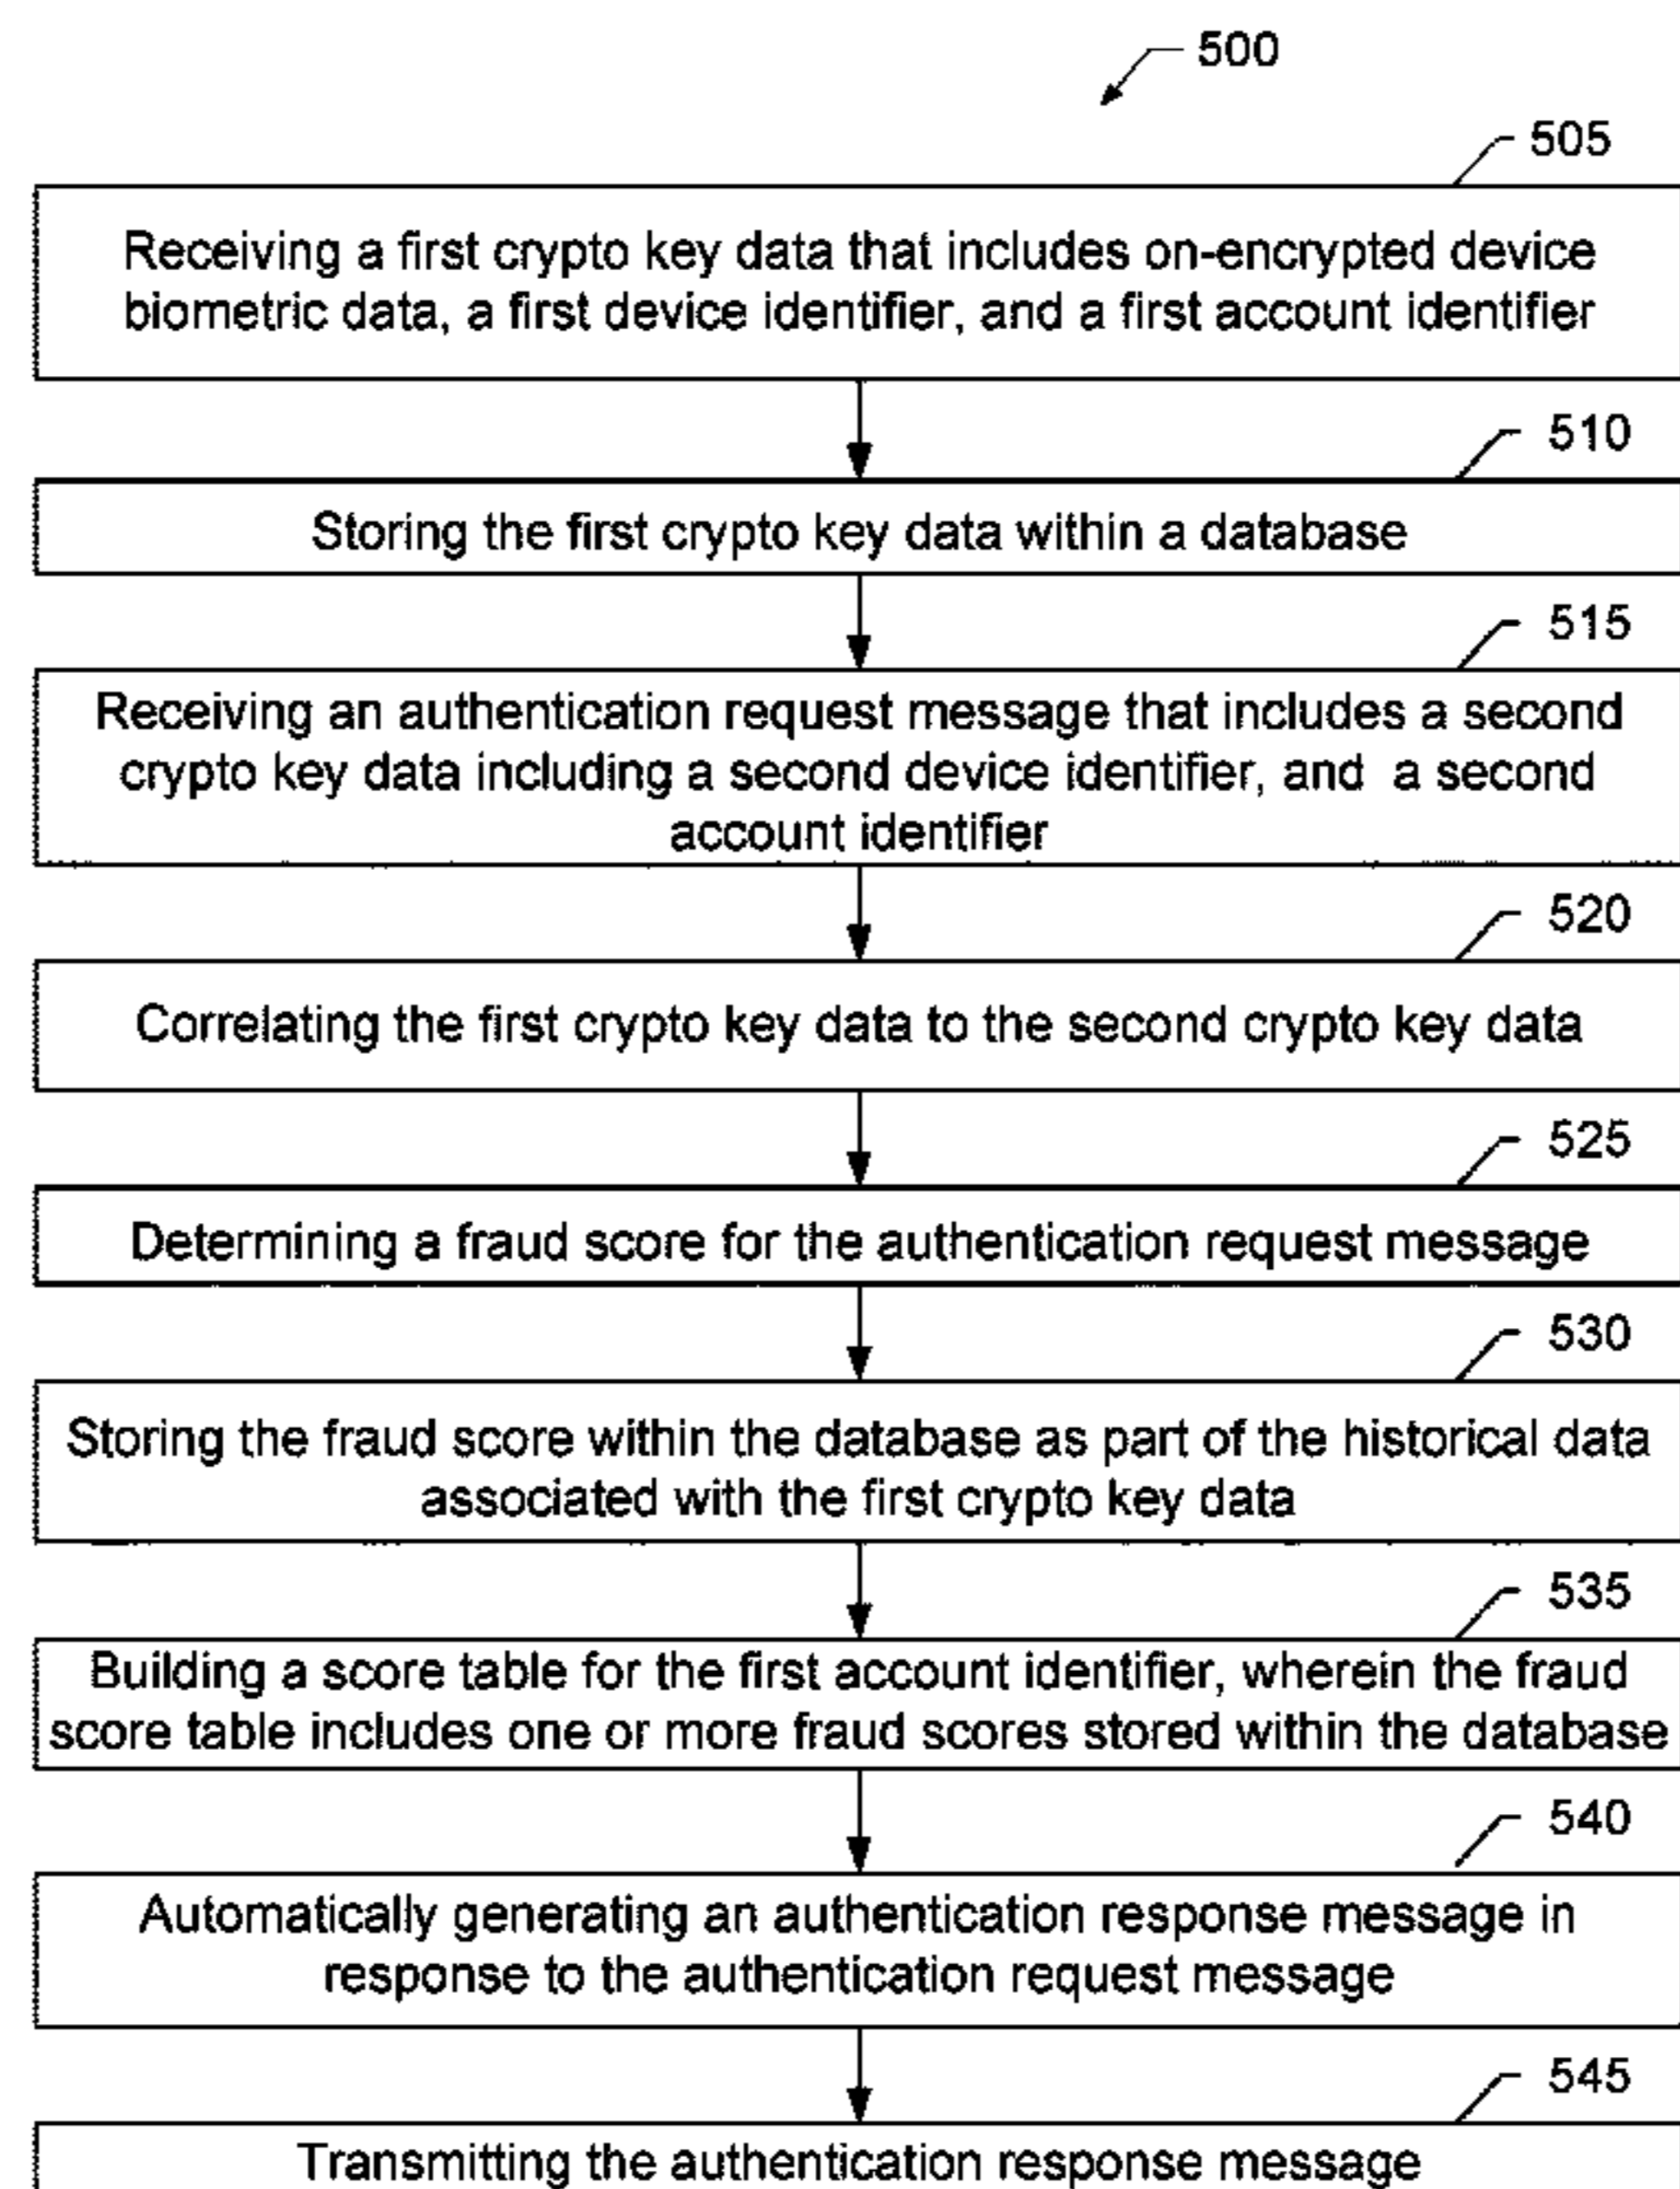 500
505
Receiving a first crypto key data that includes on-encrypted device
biometric data, a first device identifier, and a first account identifier
510
Storing the first crypto key data within a database
515
Receiving an authentication request message that includes a second
crypto key data including a second device identifier, and a second
account identifier
520
Correlating the first crypto key data to the second crypto key data
525
Determining a fraud score for the authentication request message
530
Storing the fraud score within the database as part of the historical data
associated with the first crypto key data
535
Building a score table for the first account identifier, wherein the fraud
score table includes one or more fraud scores stored within the database
540
Automatically generating an authentication response message in
response to the authentication request message
545
Transmitting the authentication response message